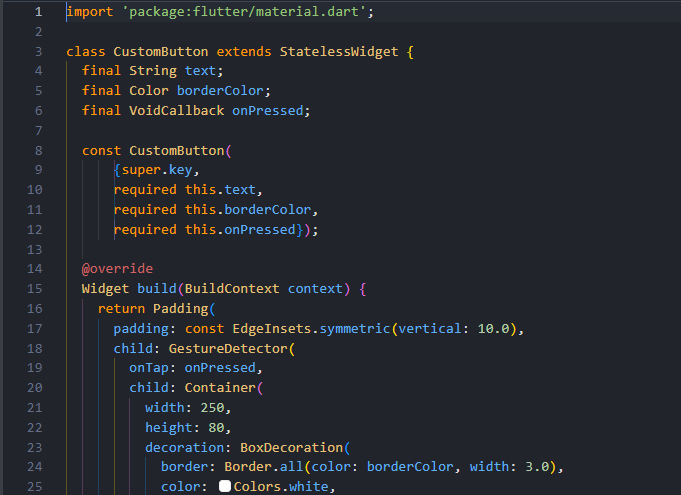 1 import 'package:flutter/material.dart';
2
3 class CustomButton extends StatelessWidget {
4   final String text;
5   final Color borderColor;
6   final VoidCallback onPressed;
7
8   const CustomButton(
9       {super.key,
10       required this.text,
11       required this.borderColor,
12       required this.onPressed});
13
14   @override
15   Widget build(BuildContext context) {
16     return Padding(
17       padding: const EdgeInsets.symmetric(vertical: 10.0),
18       child: GestureDetector(
19         onTap: onPressed,
20         child: Container(
21           width: 250,
22           height: 80,
23           decoration: BoxDecoration(
24             border: Border.all(color: borderColor, width: 3.0),
25             color: Colors.white,